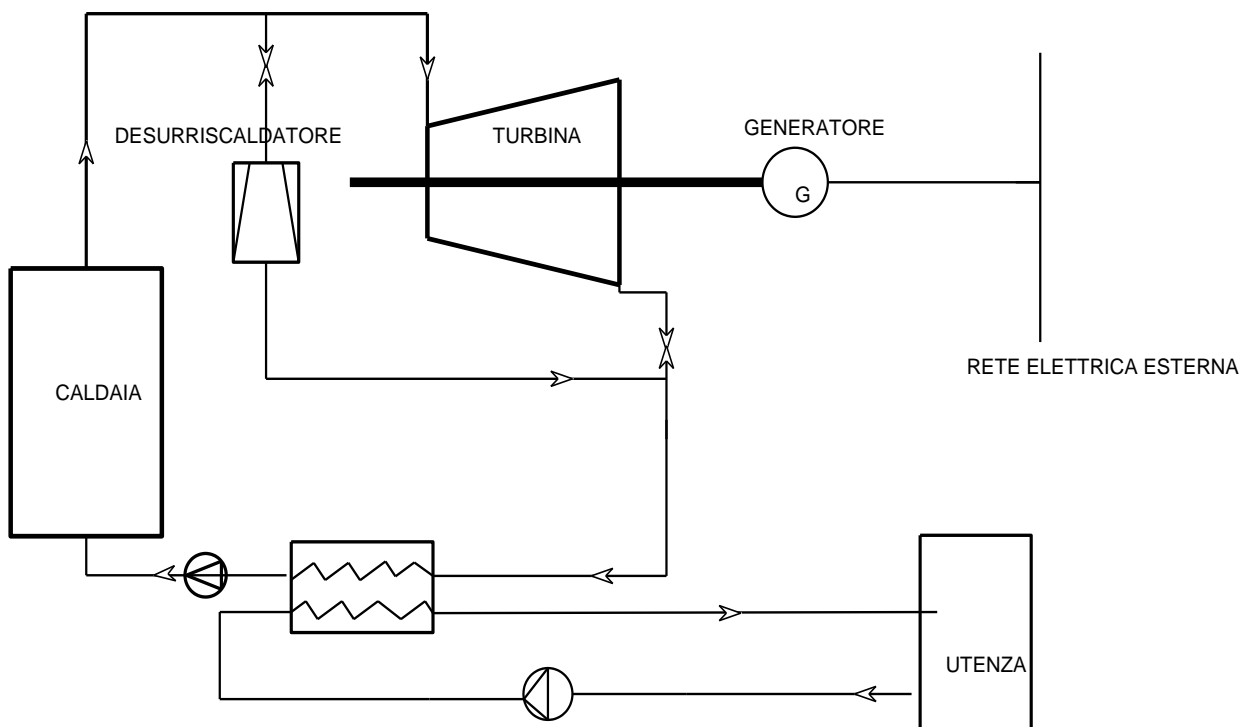 GENERATORE
DESURRISCALDATORE
TURBINA
G
RETE ELETTRICA ESTERNA
CALDAIA
UTENZA